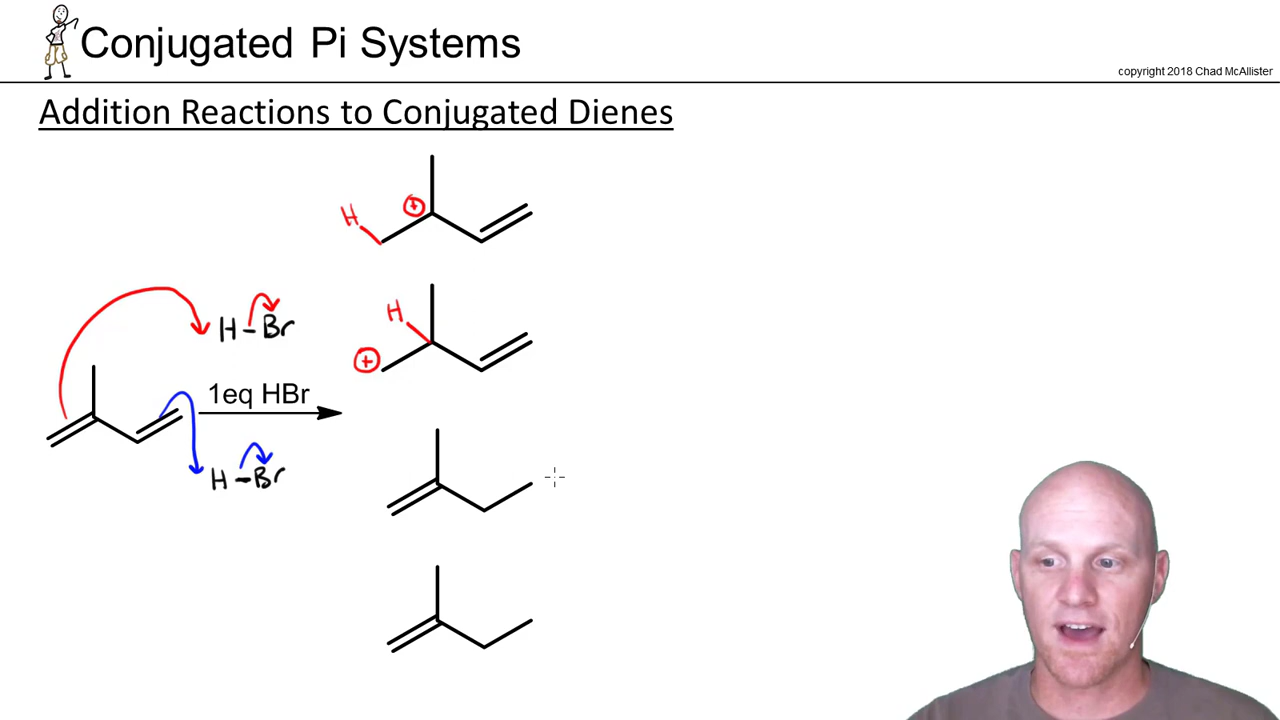 Conjugated Pi Systems
copyright 2018 Chad McAllister
Addition Reactions to Conjugated Dienes
H
+
H
+
H-Br
1eq HBr
H-Br